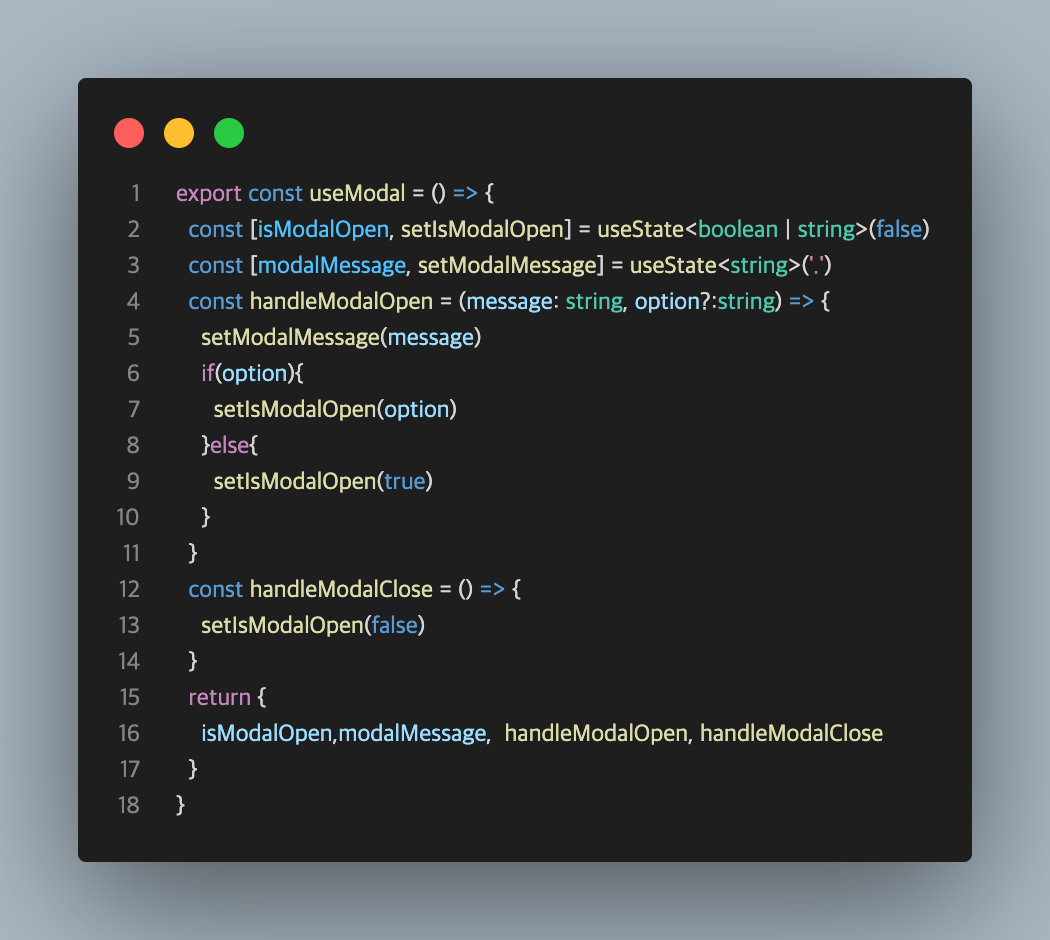 1 export const useModal = () => {
2 const [isModalOpen, setIsModalOpen] = useState<boolean | string>(false)
3 const [modalMessage, setModalMessage] = useState<string>('.')
4 const handleModalOpen = (message: string, option?:string) => {
5 setModalMessage(message)
6 if(option){
7 setIsModalOpen(option)
8 }else{
9 setIsModalOpen(true)
10 }
11 }
12 const handleModalClose = () => {
13 setIsModalOpen(false)
14 }
15 return {
16 isModalOpen,modalMessage,  handleModalOpen, handleModalClose
17 }
18 }